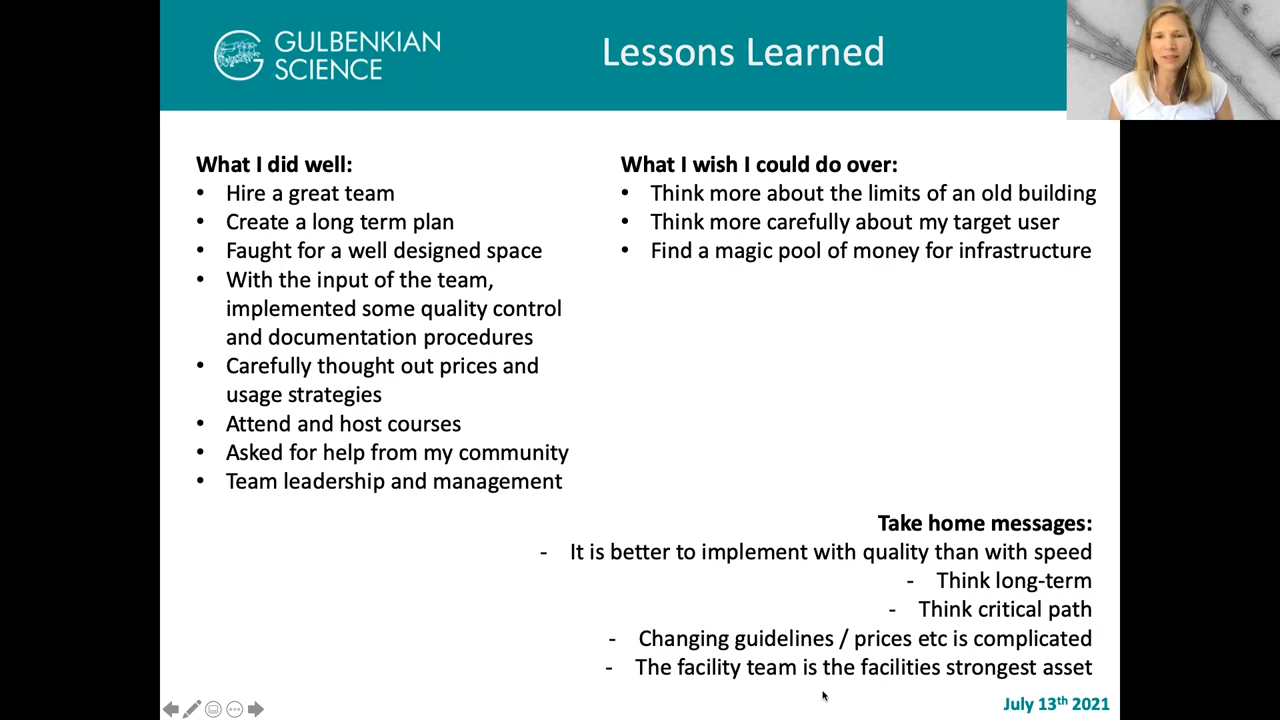 GULBENKIAN
SCIENCE
Lessons Learned
What I did well:
• Hire a great team
• Create a long term plan
• Faught for a well designed space
• With the input of the team,
implemented some quality control
and documentation procedures
• Carefully thought out prices and
usage strategies
• Attend and host courses
• Asked for help from my community
• Team leadership and management
What I wish I could do over:
• Think more about the limits of an old building
• Think more carefully about my target user
• Find a magic pool of money for infrastructure
Take home messages:
- It is better to implement with quality than with speed
- Think long-term
- Think critical path
- Changing guidelines / prices etc is complicated
- The facility team is the facilities strongest asset
July 13th 2021